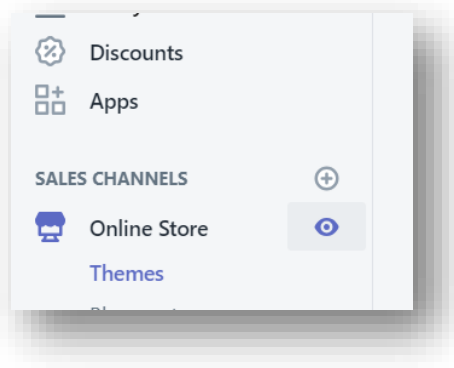 Discounts
Apps
SALES CHANNELS
Online Store
Themes